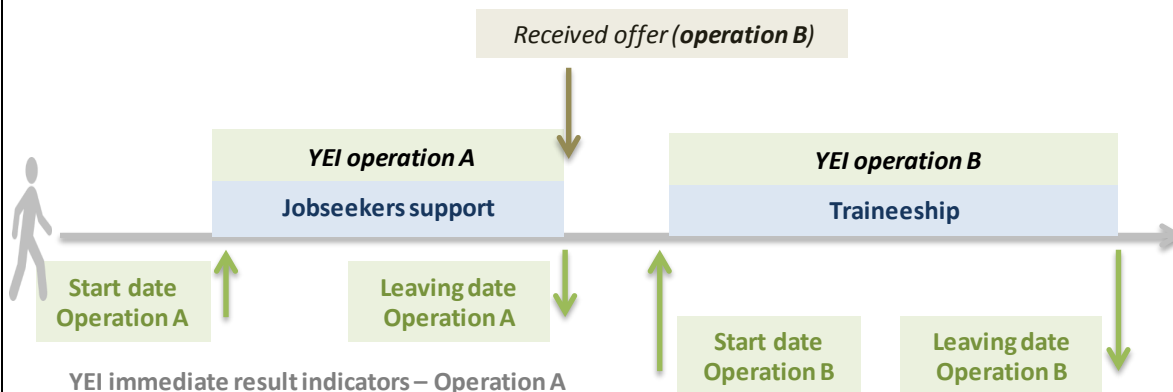 Received offer (operation B)
YEI operation A
Jobseekers support
YEI operation B
Traineeship
Start date
Operation A
Leaving date
Operation A
Start date
Operation B
Leaving date
Operation B
YEI immediate result indicators – Operation A